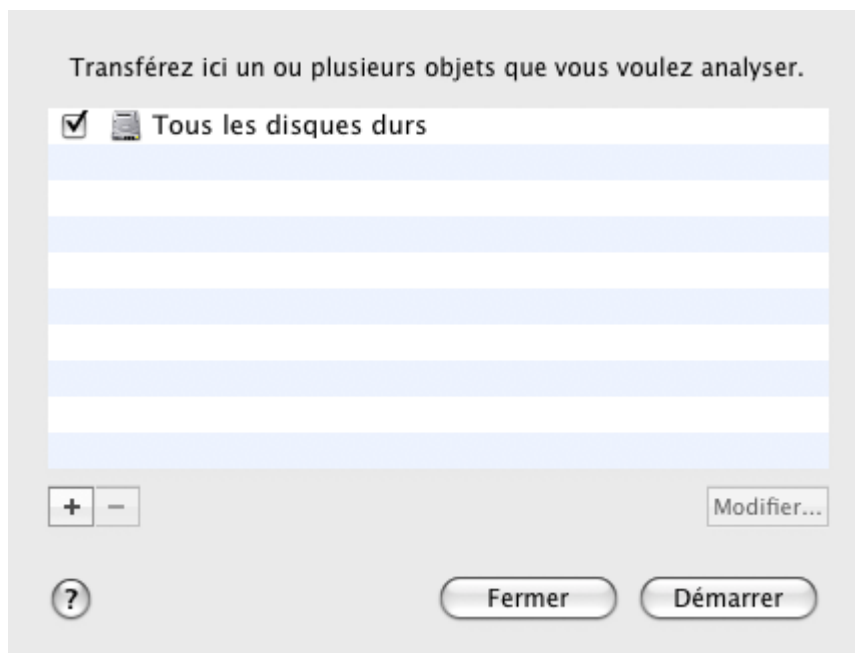 Transférez ici un ou plusieurs objets que vous voulez analyser.
Tous les disques durs
+ −
Modifier...
?
Fermer
Démarrer